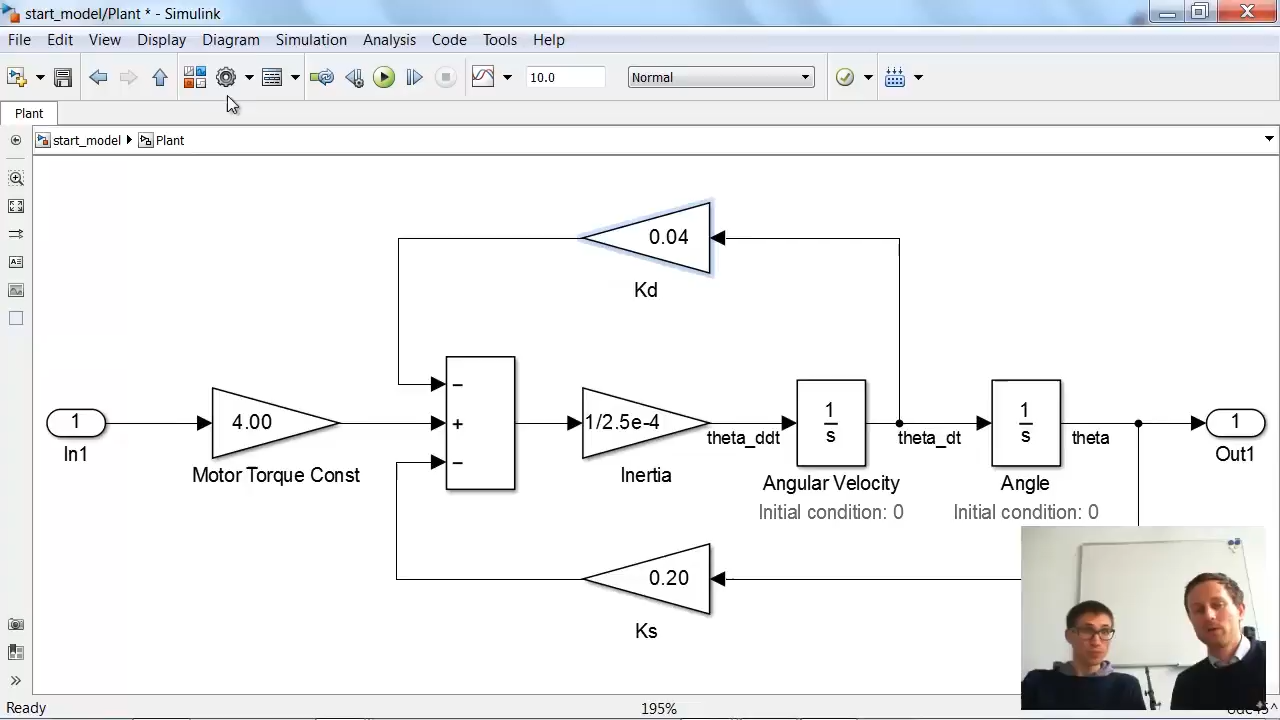 start_model/Plant * - Simulink
File Edit View Display Diagram Simulation Analysis Code Tools Help
10.0 Normal
Plant
start_model Plant
0.04
Kd
1 4.00 − + − 1/2.5e-4 1/s 1/s 1
theta_ddt theta_dt theta
In1 Motor Torque Const Inertia Angular Velocity Angle Out1
Initial condition: 0 Initial condition: 0
0.20
Ks
Ready 195%